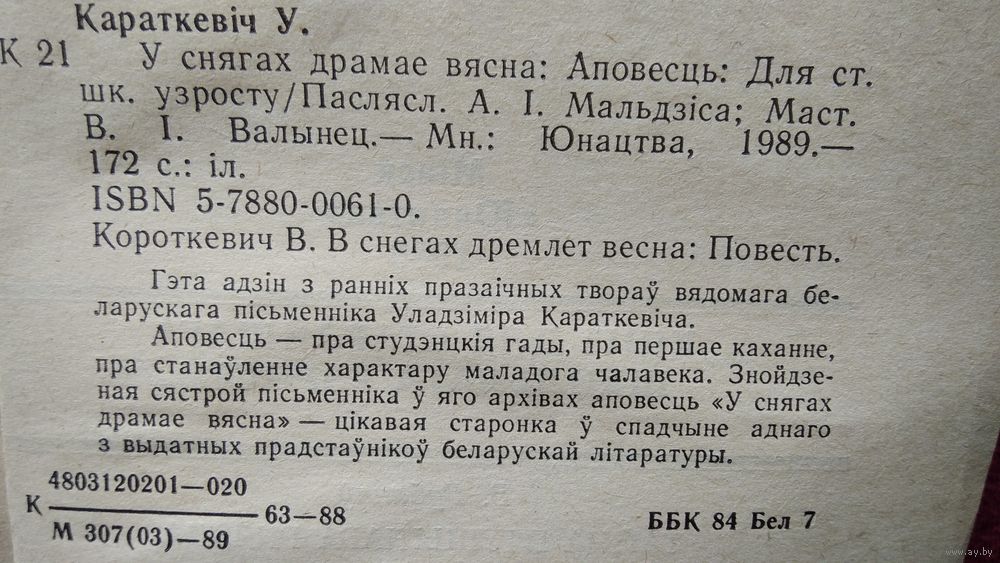 Караткевіч У.
К 21 У снягах драмае вясна: Аповесць: Для ст.
шк. узросту/Паслясл. А. І. Мальдзіса; Маст.
В. І. Валынец.— Мн.: Юнацтва, 1989.—
172 с.: іл.
ISBN 5-7880-0061-0.
Короткевич В. В снегах дремлет весна: Повесть.
Гэта адзін з ранніх празаічных твораў вядомага бе-
ларускага пісьменніка Уладзіміра Караткевіча.
Аповесць — пра студэнцкія гады, пра першае каханне,
пра станаўленне характару маладога чалавека. Знойдзе-
ная сястрой пісьменніка ў яго архівах аповесць «У снягах
драмае вясна» — цікавая старонка ў спадчыне аднаго
з выдатных прадстаўнікоў беларускай літаратуры.
4803120201—020
К 63—88
М 307(03)—89
ББК 84 Бел 7
www.ay.by